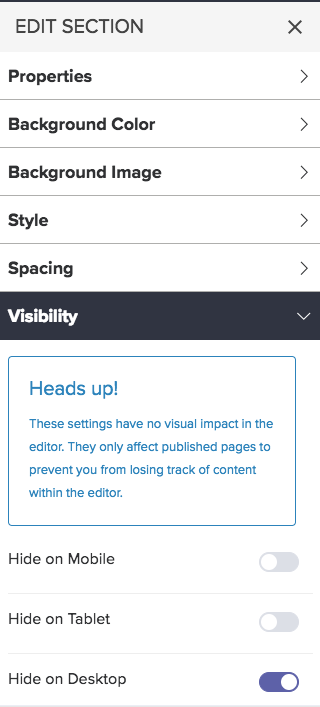 EDIT SECTION
Properties
Background Color
Background Image
Style
Spacing
Visibility
Heads up!
These settings have no visual impact in the
editor. They only affect published pages to
prevent you from losing track of content
within the editor.
Hide on Mobile
Hide on Tablet
Hide on Desktop